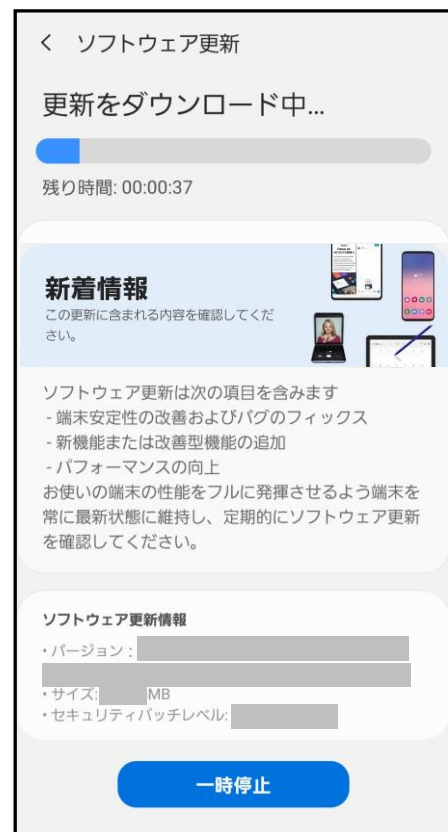 ソフトウェア更新
更新をダウンロード中...
残り時間: 00:00:37
新着情報
この更新に含まれる内容を確認してくだ
さい。
ソフトウェア更新は次の項目を含みます
- 端末安定性の改善およびバグのフィックス
- 新機能または改善型機能の追加
- パフォーマンスの向上
お使いの端末の性能をフルに発揮させるよう端末を
常に最新状態に維持し、定期的にソフトウェア更新
を確認してください。
ソフトウェア更新情報
・バージョン :
・サイズ: MB
・セキュリティパッチレベル:
一時停止